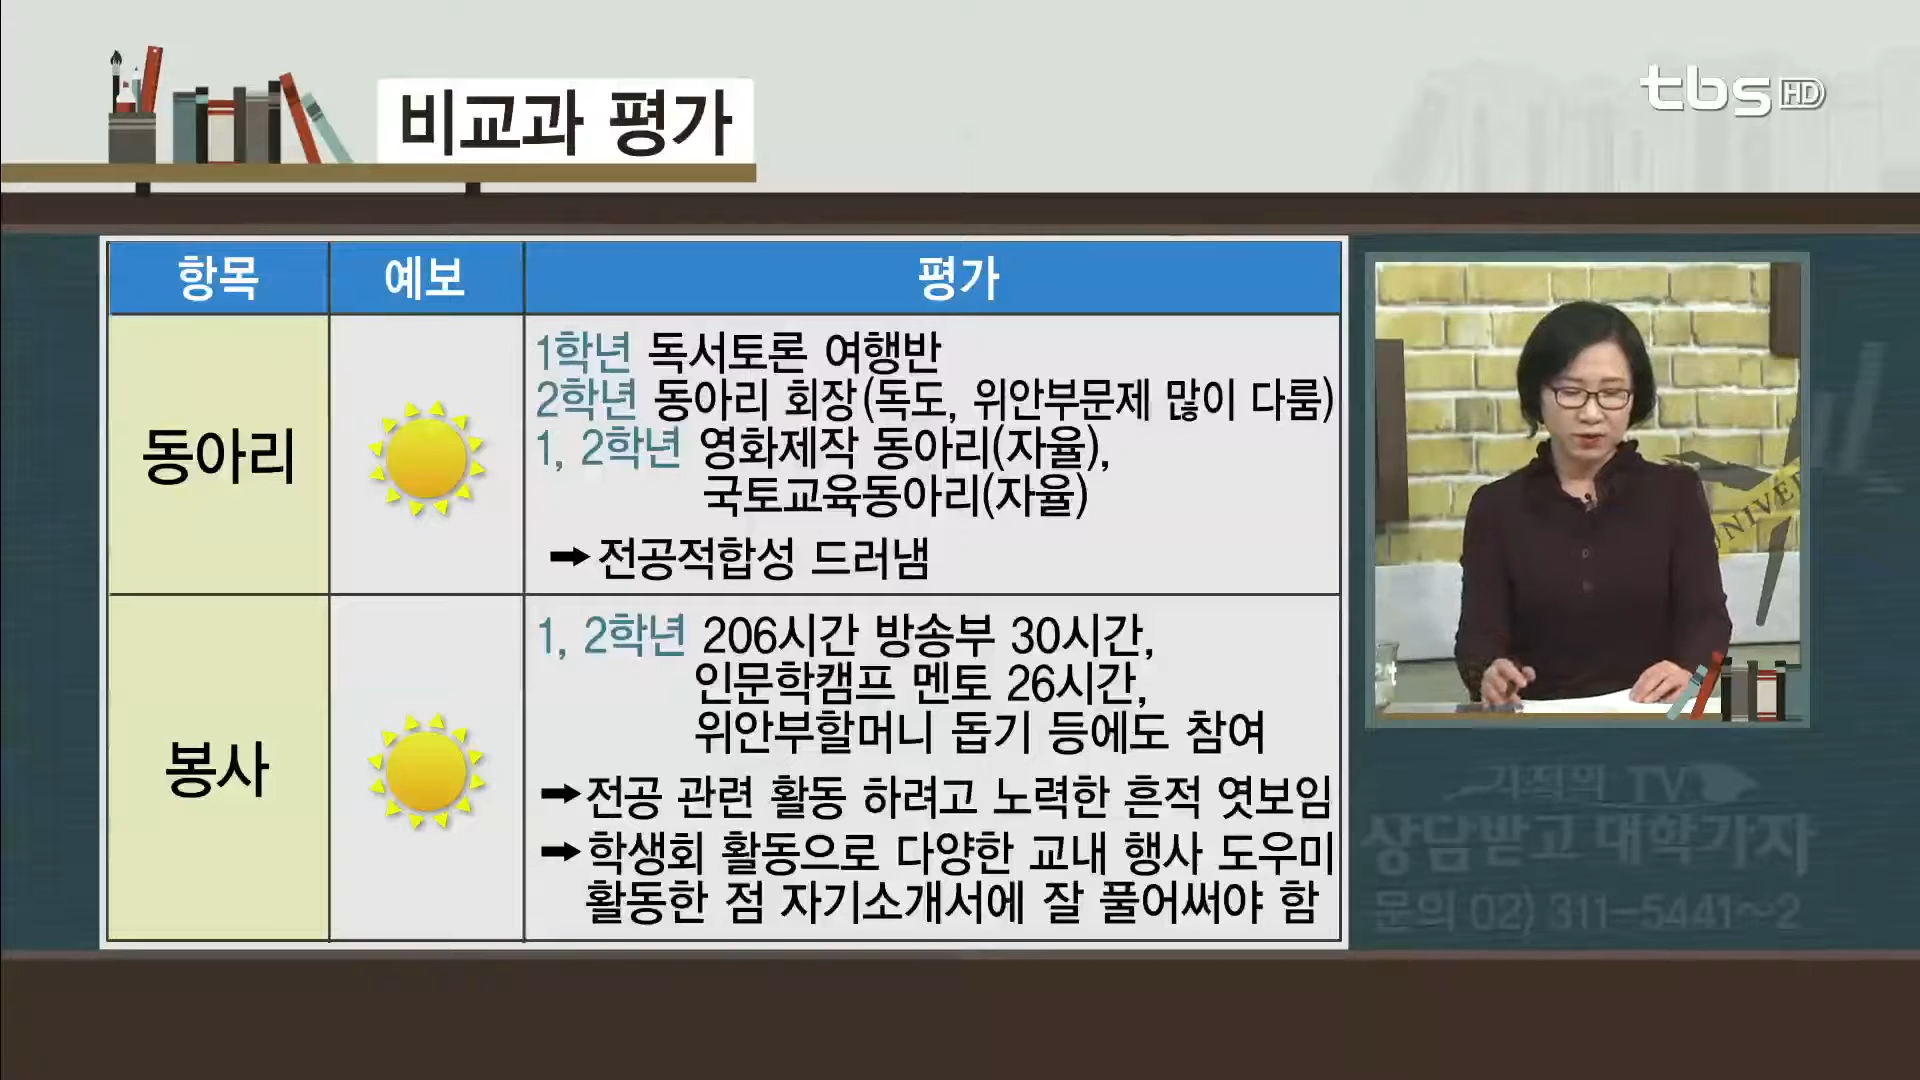 비교과 평가
tbs HD
항목 예보 평가
동아리
1학년 독서토론 여행반
2학년 동아리 회장(독도, 위안부문제 많이 다룸)
1, 2학년 영화제작 동아리(자율),
국토교육동아리(자율)
➡전공적합성 드러냄
봉사
1, 2학년 206시간 방송부 30시간,
인문학캠프 멘토 26시간,
위안부할머니 돕기 등에도 참여
➡전공 관련 활동 하려고 노력한 흔적 엿보임
➡학생회 활동으로 다양한 교내 행사 도우미
활동한 점 자기소개서에 잘 풀어써야 함
TV
상담받고 대학가자
문의 02) 311-5441~2